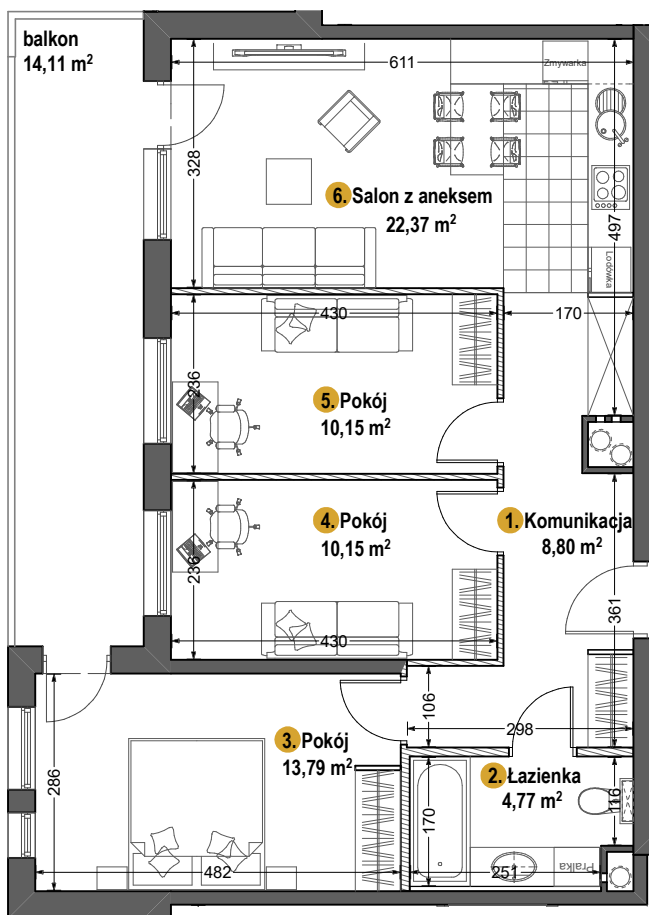 balkon
14,11 m²
611
Zmywarka
328
6. Salon z aneksem
22,37 m²
497
Lodówka
430
170
236
5. Pokój
10,15 m²
4. Pokój
10,15 m²
1. Komunikacja
8,80 m²
236
430
361
106
298
3. Pokój
13,79 m²
286
2. Łazienka
4,77 m²
116
170
482
251
Pralka